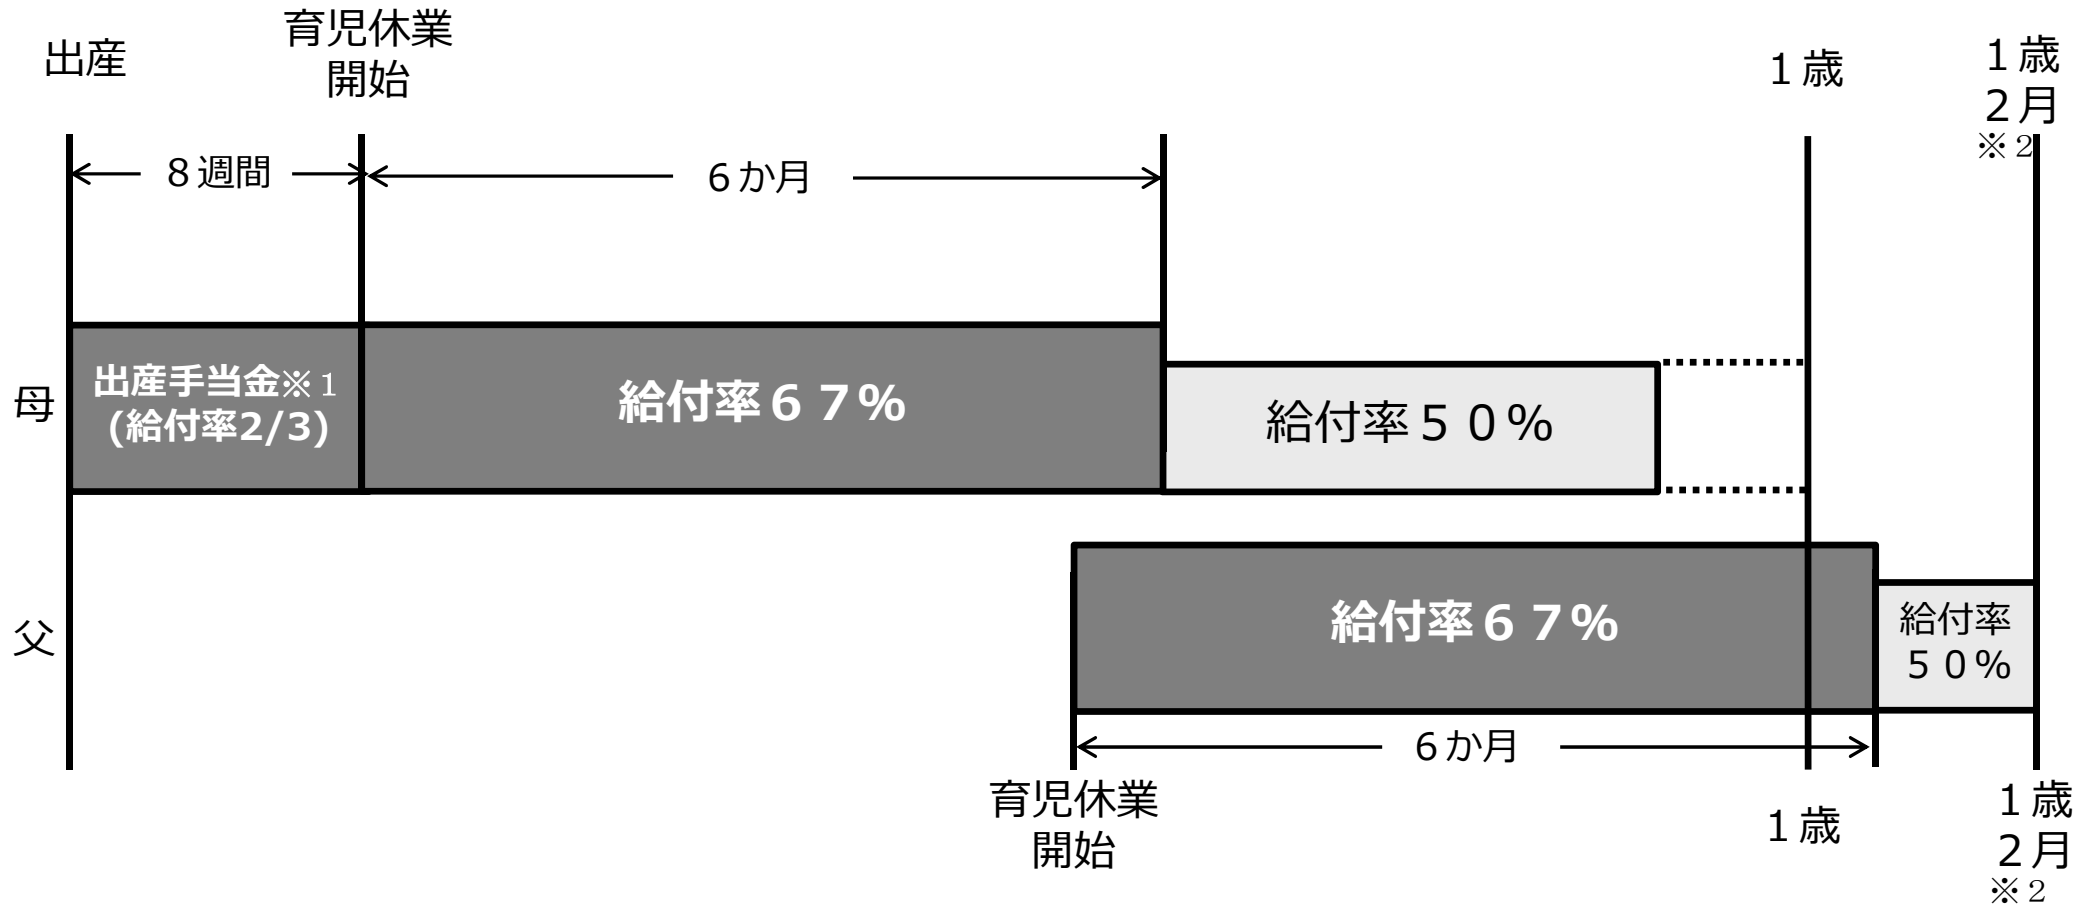 出産
育児休業
開始
１歳
１歳
２月
※２
８週間
６か月
母
出産手当金※１
(給付率2/3)
給付率６７%
給付率５０%
父
給付率６７%
給付率
５０%
６か月
育児休業
開始
１歳
１歳
２月
※２